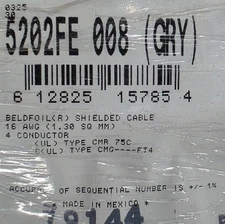 0325
5202FE 008 (GRY)
6 12825 15785 4
BELDFOIL(R) SHIELDED CABLE
16 AWG (1.30 SQ MM)
4 CONDUCTOR
(UL) TYPE CMR 75C
C(UL) TYPE CMG----FT4
ACCURACY OF SEQUENTIAL NUMBER IS +/- 1%
MADE IN MEXICO *
79144